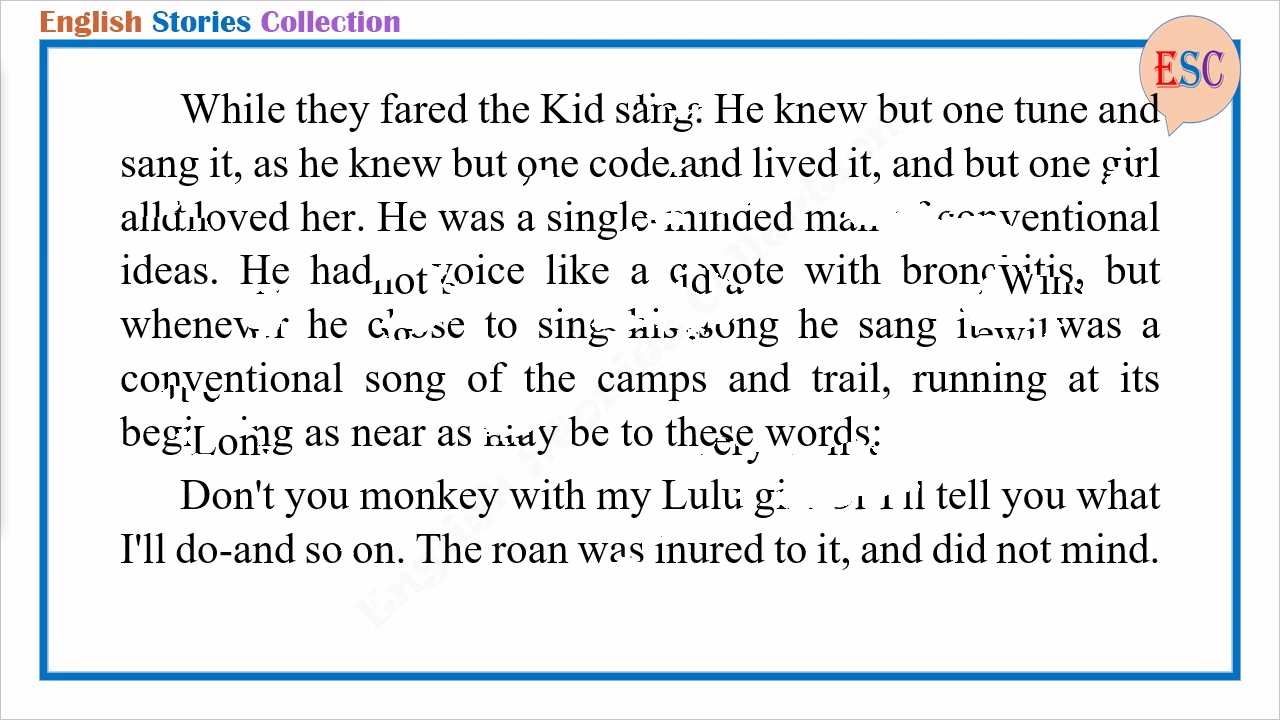 English Stories Collection
ESC
While they fared the Kid sang. He knew but one tune and
sang it, as he knew but one code and lived it, and but one girl
and loved her. He was a single-minded man of conventional
ideas. He had voice like a coyote with bronchitis, but
whenever he chose to sing his song he sang it was a
conventional song of the camps and trail, running at its
beginning as near as may be to these words:
Don't you monkey with my Lulu girl Or I'll tell you what
I'll do-and so on. The roan was inured to it, and did not mind.
English Stories Collection